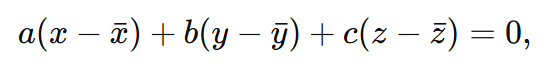 a(x − x̄) + b(y − ȳ) + c(z − z̄) = 0,